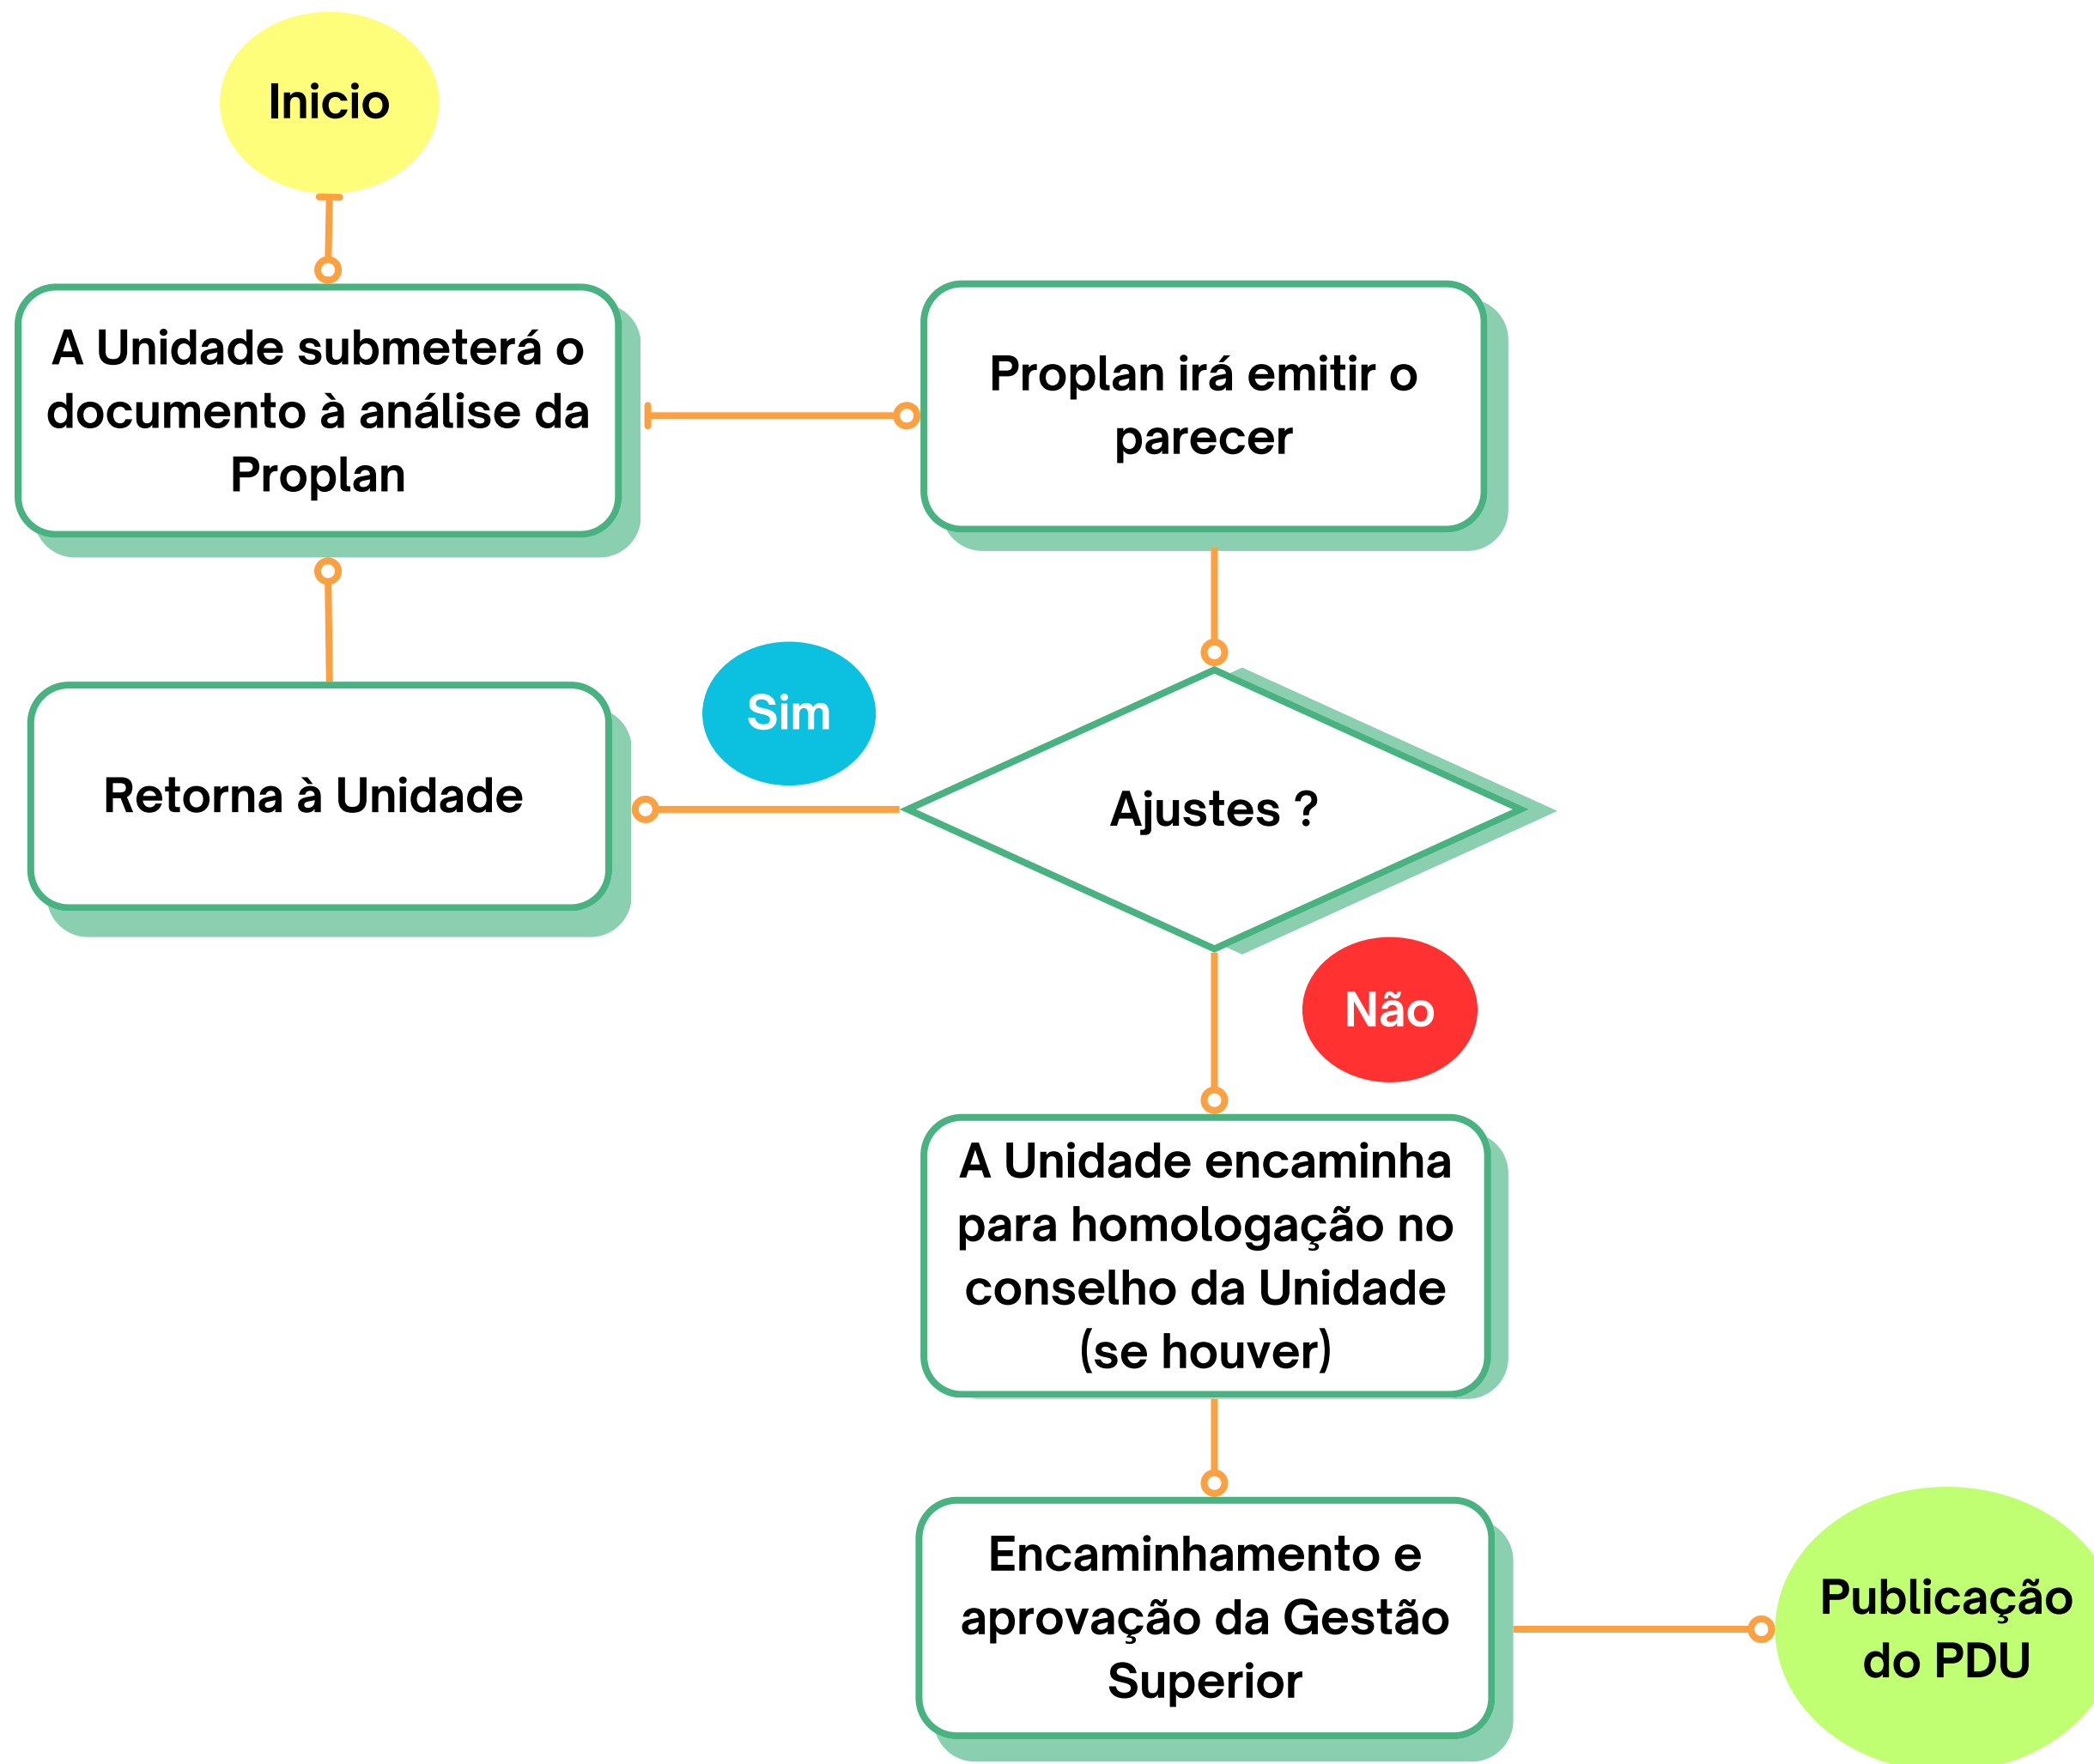 Inicio
A Unidade submeterá o
documento à análise da
Proplan
Proplan irá emitir o
parecer
Sim
Retorna à Unidade
Ajustes ?
Não
A Unidade encaminha
para homologação no
conselho da Unidade
(se houver)
Encaminhamento e
aprovação da Gestão
Superior
Publicação
do PDU